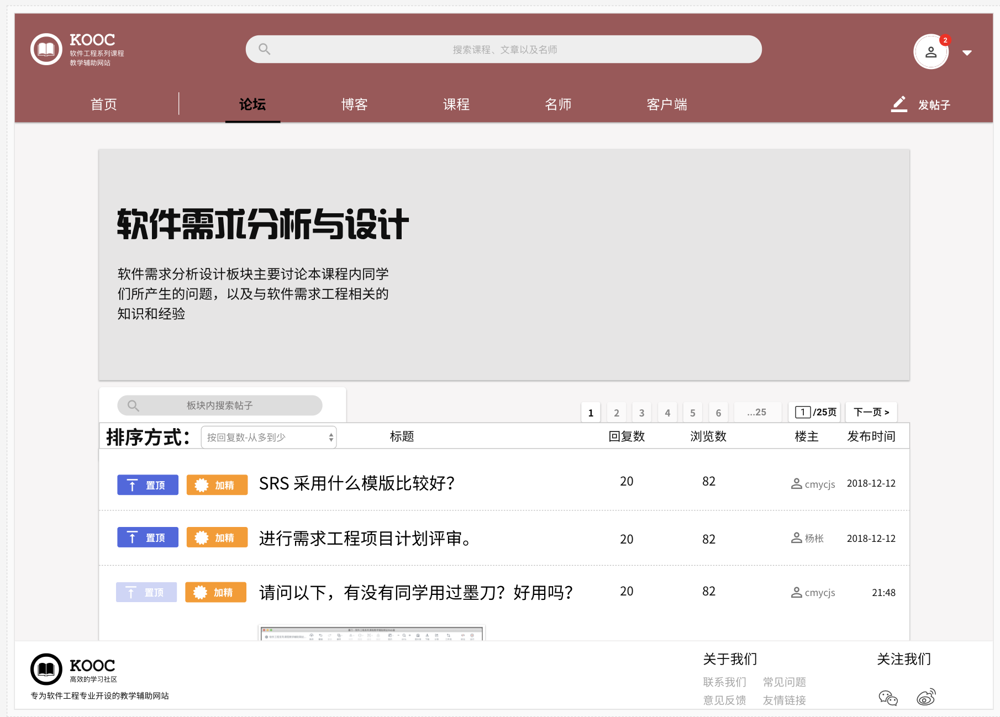 KOOC
软件工程系列课程
教学辅助网站
搜索课程、文章以及名师
2
首页
论坛
博客
课程
名师
客户端
发帖子
软件需求分析与设计
软件需求分析设计板块主要讨论本课程内同学
们所产生的问题，以及与软件需求工程相关的
知识和经验
板块内搜索帖子
1 2 3 4 5 6 ...25 1 /25页 下一页 >
排序方式： 按回复数-从多到少 标题 回复数 浏览数 楼主 发布时间
置顶 加精 SRS 采用什么模版比较好？ 20 82 cmycjs 2018-12-12
置顶 加精 进行需求工程项目计划评审。 20 82 杨枨 2018-12-12
置顶 加精 请问以下，有没有同学用过墨刀？好用吗？ 20 82 cmycjs 21:48
KOOC
高效的学习社区
专为软件工程专业开设的教学辅助网站
关于我们
联系我们 常见问题
意见反馈 友情链接
关注我们